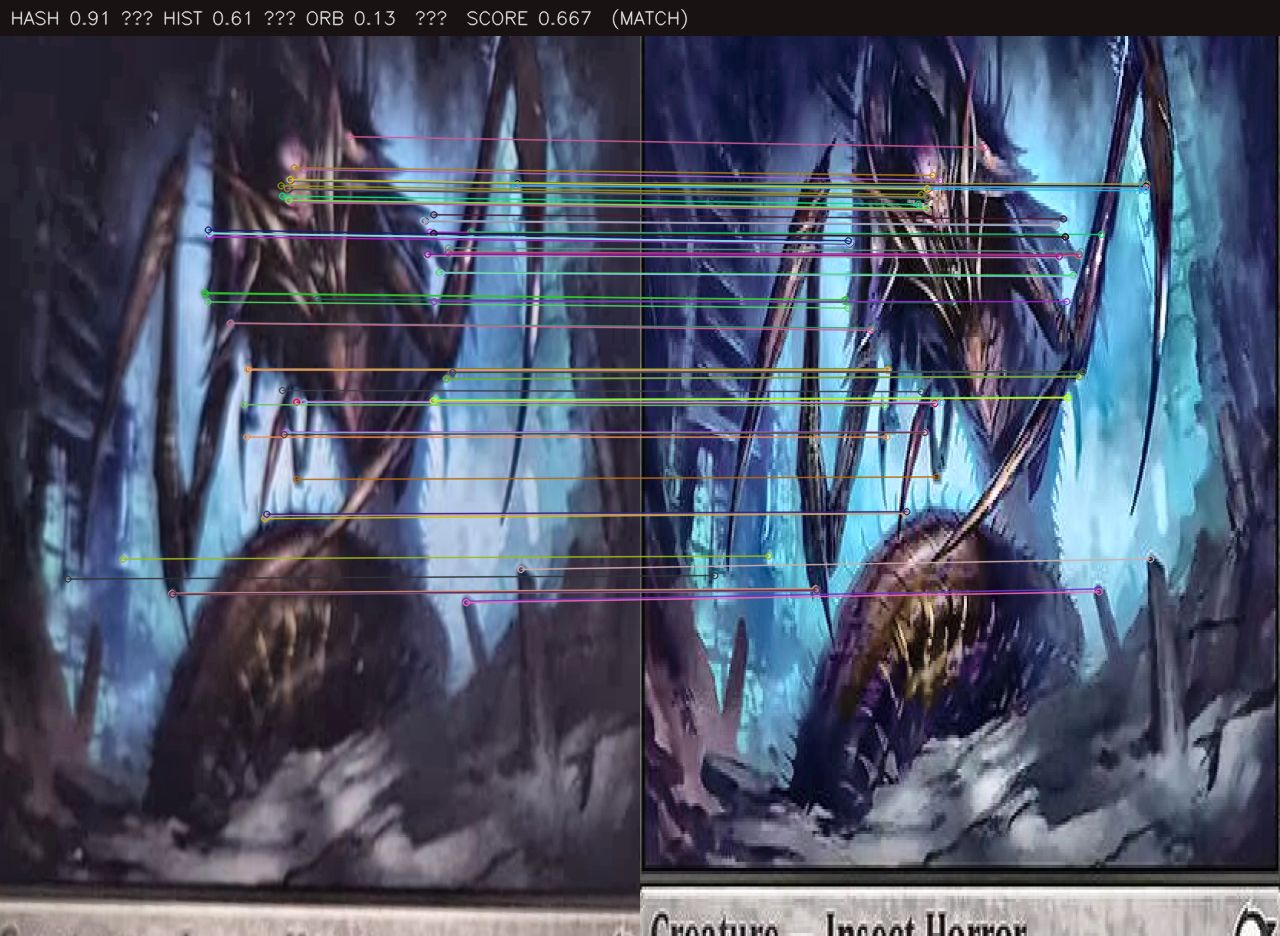 HASH 0.91 ??? HIST 0.61 ??? ORB 0.13 ??? SCORE 0.667 (MATCH)
Creature — Insect Horror